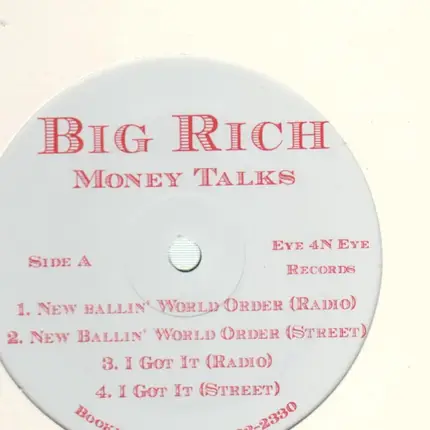 BIG RICH
MONEY TALKS
SIDE A
EYE 4N EYE
RECORDS
1. NEW BALLIN' WORLD ORDER (RADIO)
2. NEW BALLIN' WORLD ORDER (STREET)
3. I GOT IT (RADIO)
4. I GOT IT (STREET)
2330